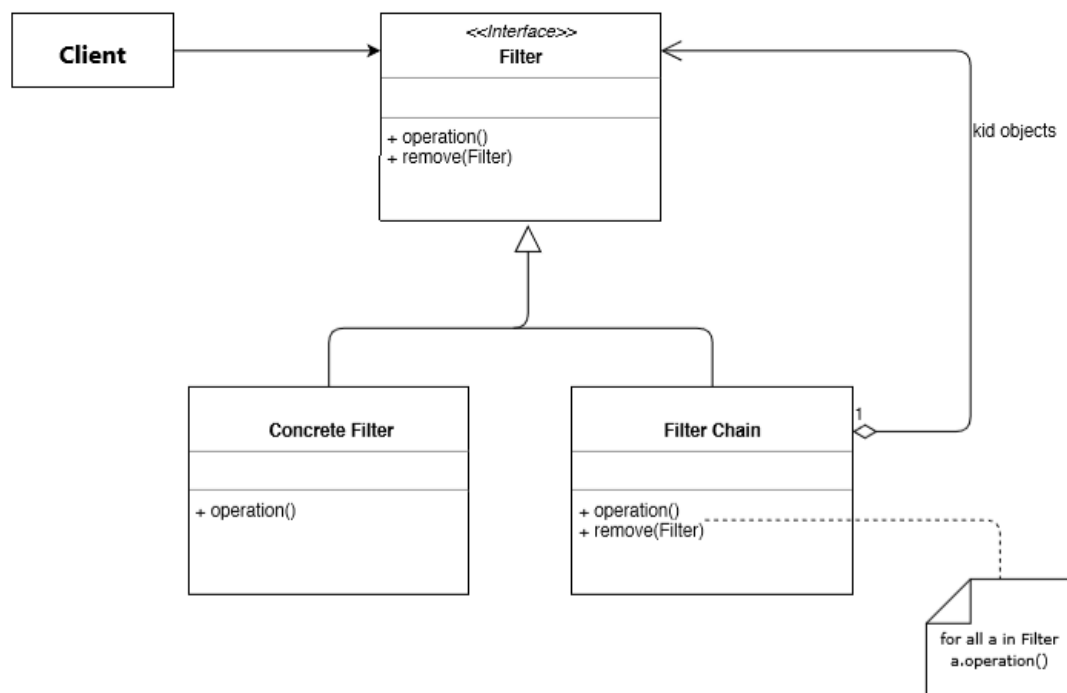 Client
<<Interface>>
Filter
+ operation()
+ remove(Filter)
kid objects
Concrete Filter
+ operation()
Filter Chain
1
+ operation()
+ remove(Filter)
for all a in Filter
a.operation()